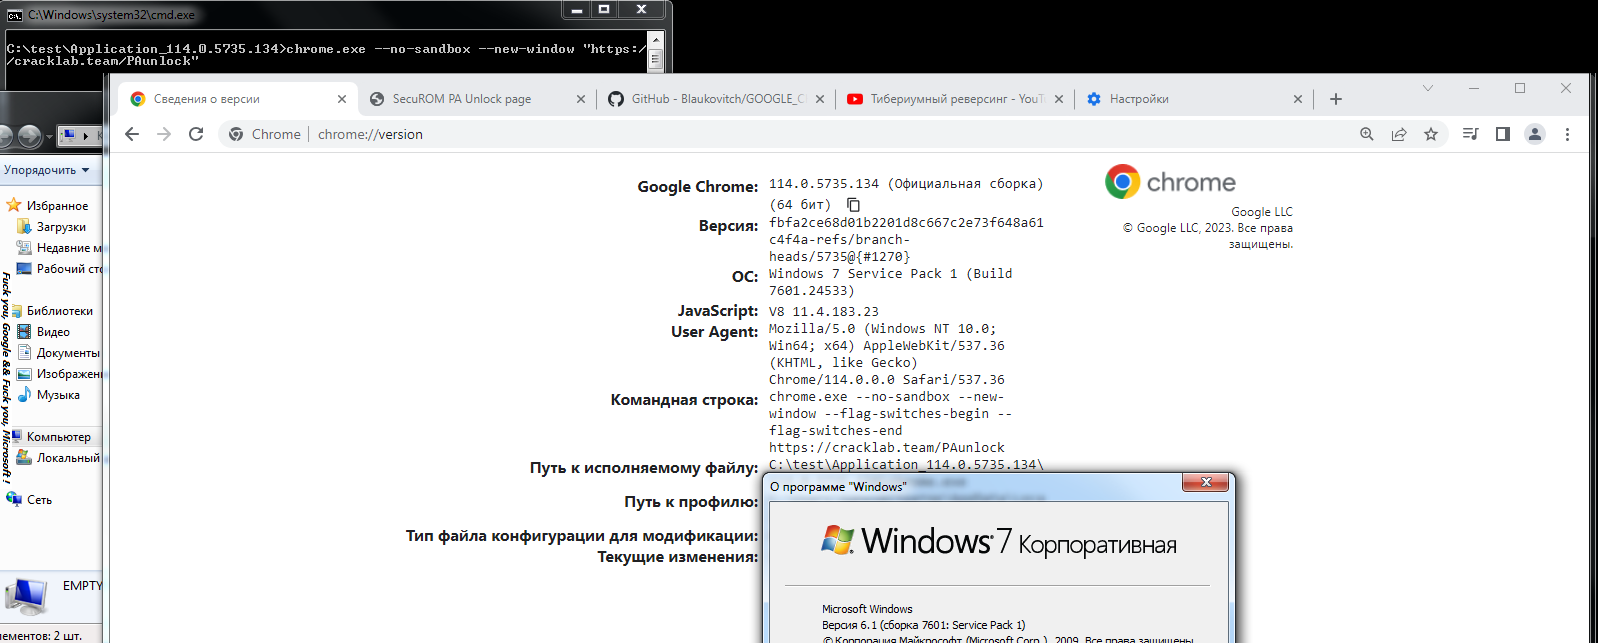 C:\Windows\system32\cmd.exe
C:\test\Application_114.0.5735.134>chrome.exe --no-sandbox --new-window "https:/
/cracklab.team/PAunlock"
Сведения о версии
SecuROM PA Unlock page
GitHub - Blaukovitch/GOOGLE_C
Тибериумный реверсинг - YouT
Настройки
Chrome
chrome://version
Упорядочить
Избранное
Загрузки
Недавние м
Рабочий сто
Библиотеки
Видео
Документы
Изображен
Музыка
Компьютер
Локальный
Сеть
Fuck you, Google && Fuck you, Microsoft !
EMPTY
лементов: 2 шт.
Google Chrome:
114.0.5735.134 (Официальная сборка)
(64 бит)
Версия:
fbfa2ce68d01b2201d8c667c2e73f648a61
c4f4a-refs/branch-
heads/5735@{#1270}
ОС:
Windows 7 Service Pack 1 (Build
7601.24533)
JavaScript:
V8 11.4.183.23
User Agent:
Mozilla/5.0 (Windows NT 10.0;
Win64; x64) AppleWebKit/537.36
(KHTML, like Gecko)
Chrome/114.0.0.0 Safari/537.36
Командная строка:
chrome.exe --no-sandbox --new-
window --flag-switches-begin --
flag-switches-end
https://cracklab.team/PAunlock
Путь к исполняемому файлу:
C:\test\Application_114.0.5735.134\
Путь к профилю:
Тип файла конфигурации для модификации:
Текущие изменения:
chrome
Google LLC
© Google LLC, 2023. Все права
защищены.
О программе "Windows"
Windows 7 Корпоративная
Microsoft Windows
Версия 6.1 (сборка 7601: Service Pack 1)
© Корпорация Майкрософт (Microsoft Corp.), 2009. Все права защищены.